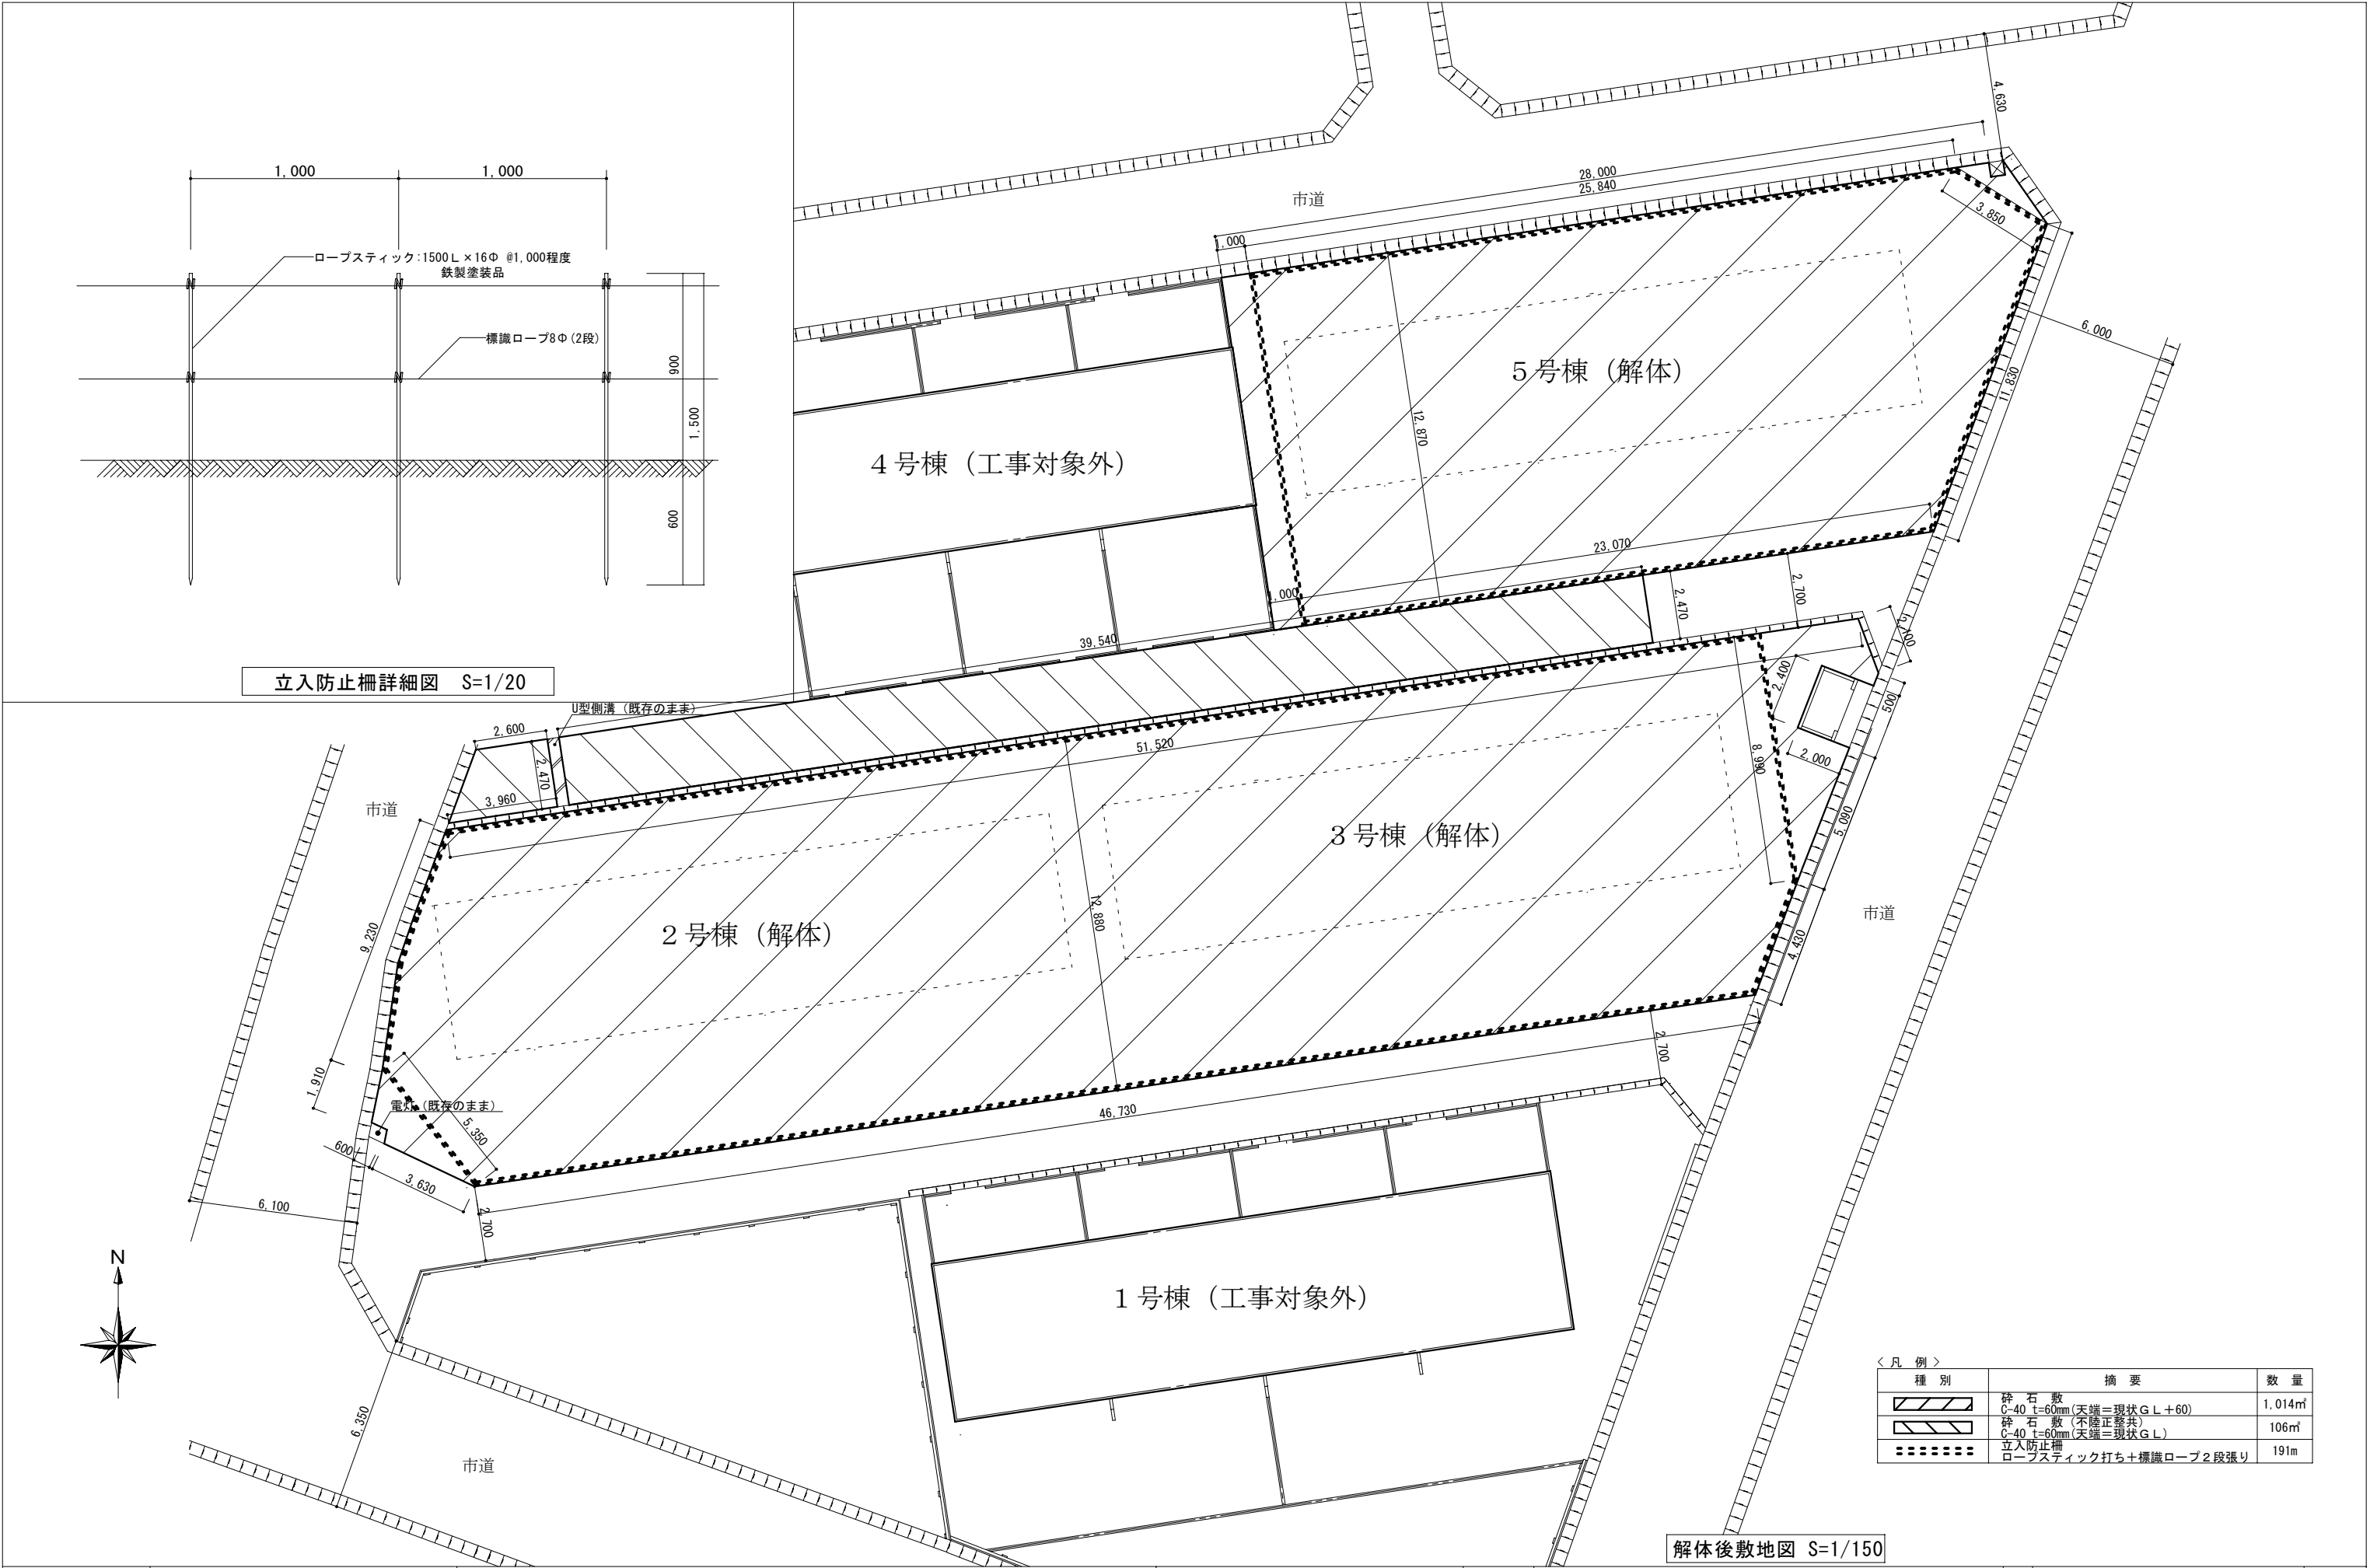 1,000
1,000
ロープスティック:1500L×16Φ @1,000程度
鉄製塗装品
標識ロープ8Φ(2段)
900
1,500
600
立入防止柵詳細図 S=1/20
4,630
市道
28,000
25,840
1,000
3,850
6,000
11,830
5号棟（解体）
12,870
4号棟（工事対象外）
23,070
,000
2,470
2,700
39,540
U型側溝（既存のまま）
2,600
2,470
3,960
51,520
2,400
8,990
500
2,000
5,090
市道
9,230
3号棟（解体）
2号棟（解体）
12,880
市道
4,430
1,910
電灯（既存のまま）
5,350
600
3,630
46,730
2,700
2,700
6,100
N
1号棟（工事対象外）
6,350
市道
〈 凡 例 〉
種 別 摘 要 数 量
砕 石 敷
C-40 t=60mm(天端＝現状ＧＬ＋60) 1,014㎡
砕 石 敷（不陸正整共）
C-40 t=60mm(天端＝現状ＧＬ) 106㎡
立入防止柵
ロープスティック打ち＋標識ロープ２段張り 191m
解体後敷地図 S=1/150